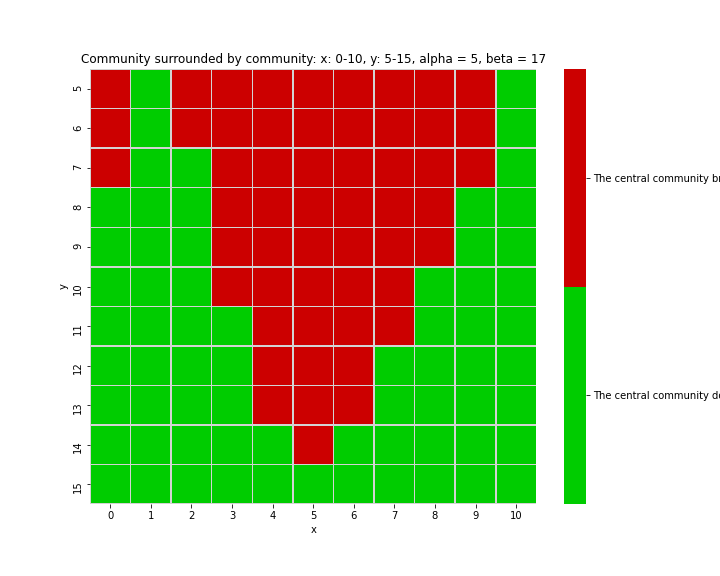 Community surrounded by community: x: 0-10, y: 5-15, alpha = 5, beta = 17
5
6
7
8
9
10
11
12
13
14
15
y
0 1 2 3 4 5 6 7 8 9 10
x
The central community
The central community